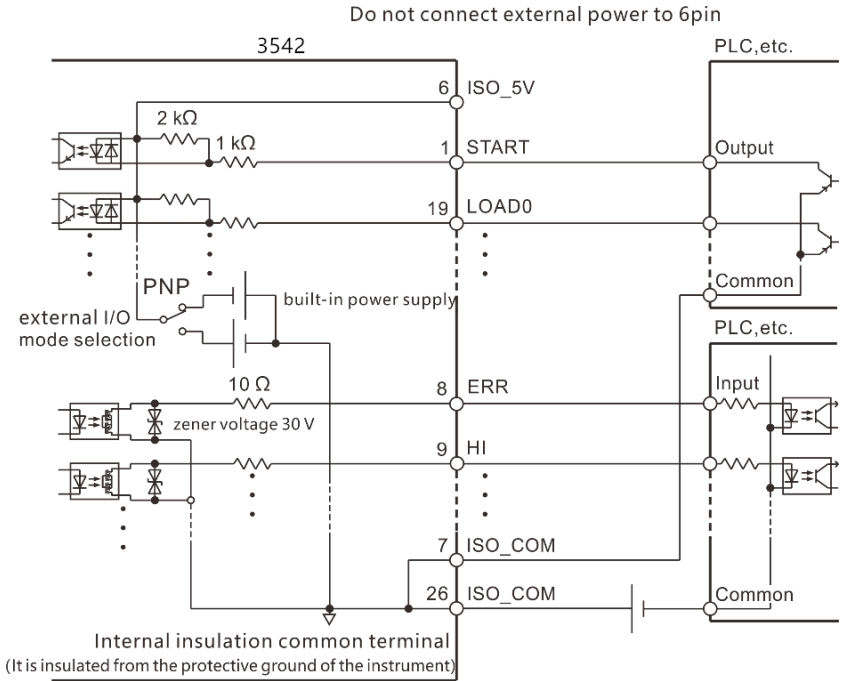 Do not connect external power to 6pin
3542
PLC,etc.
6 ISO_5V
2 kΩ
1 kΩ
1 START
Output
19 LOAD0
Common
PNP
built-in power supply
external I/O
mode selection
PLC,etc.
10 Ω
8 ERR
Input
zener voltage 30 V
9 HI
7 ISO_COM
26 ISO_COM
Common
Internal insulation common terminal
(It is insulated from the protective ground of the instrument)